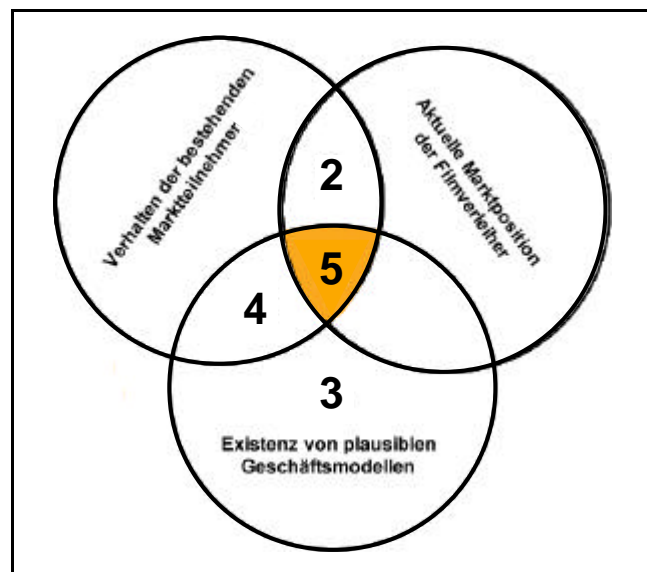 Verhalten der bestehenden
Marktteilnehmer
Aktuelle Marktposition
der Filmverleiher
2
5
4
3
Existenz von plausiblen
Geschäftsmodellen